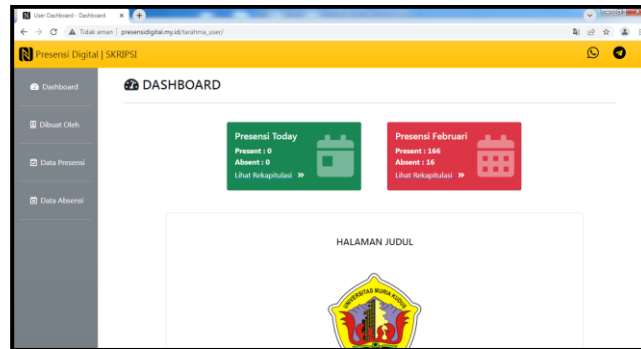 User Dashboard - Dashboard
Tidak aman | presensidigital.my.id/tarahma_user/
Presensi Digital | SKRIPSI
Dashboard
DASHBOARD
Dibuat Oleh
Data Presensi
Data Absensi
Presensi Today
Present : 0
Absent : 0
Lihat Rekapitulasi »
Presensi Februari
Present : 166
Absent : 16
Lihat Rekapitulasi »
HALAMAN JUDUL
UNIVERSITAS MURIA KUDUS